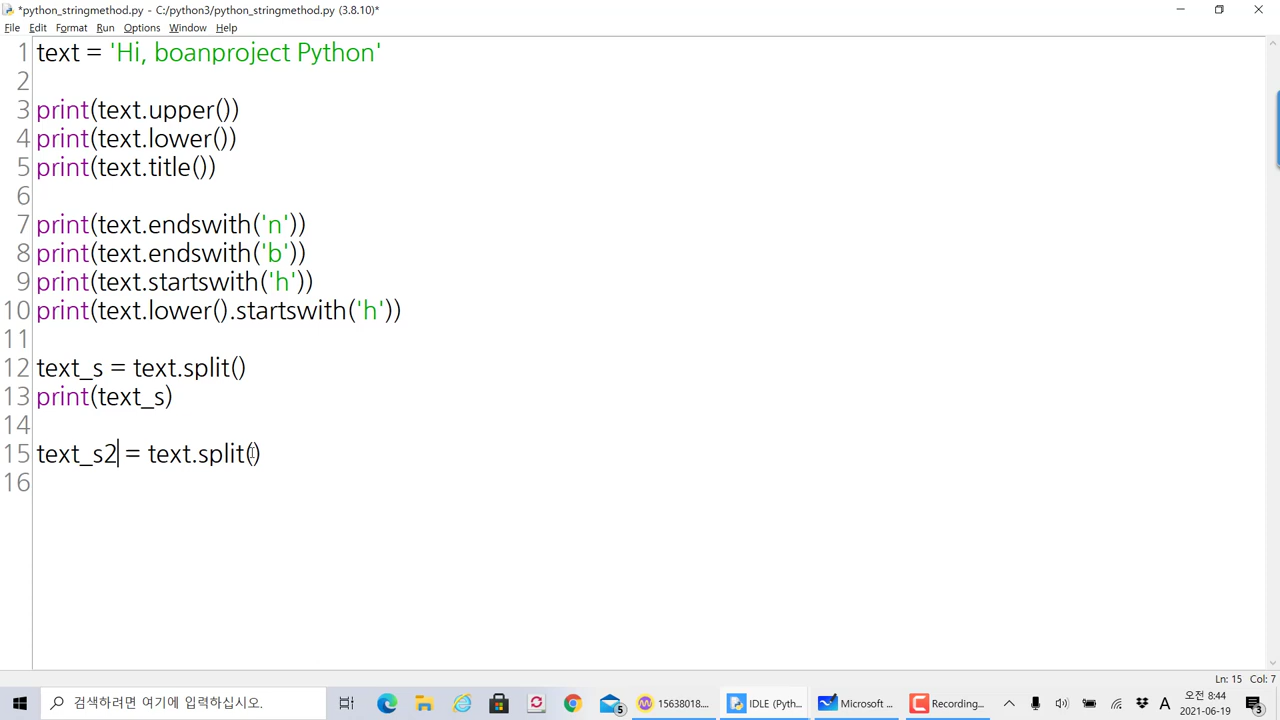 *python_stringmethod.py - C:/python3/python_stringmethod.py (3.8.10)*
File Edit Format Run Options Window Help
1 text = 'Hi, boanproject Python'
2
3 print(text.upper())
4 print(text.lower())
5 print(text.title())
6
7 print(text.endswith('n'))
8 print(text.endswith('b'))
9 print(text.startswith('h'))
10 print(text.lower().startswith('h'))
11
12 text_s = text.split()
13 print(text_s)
14
15 text_s2 = text.split()
16
Ln: 15 Col: 7
검색하려면 여기에 입력하십시오.
5
15638018....
IDLE (Pyth...
Microsoft ...
Recording...
A
오전 8:44
2021-06-19
3